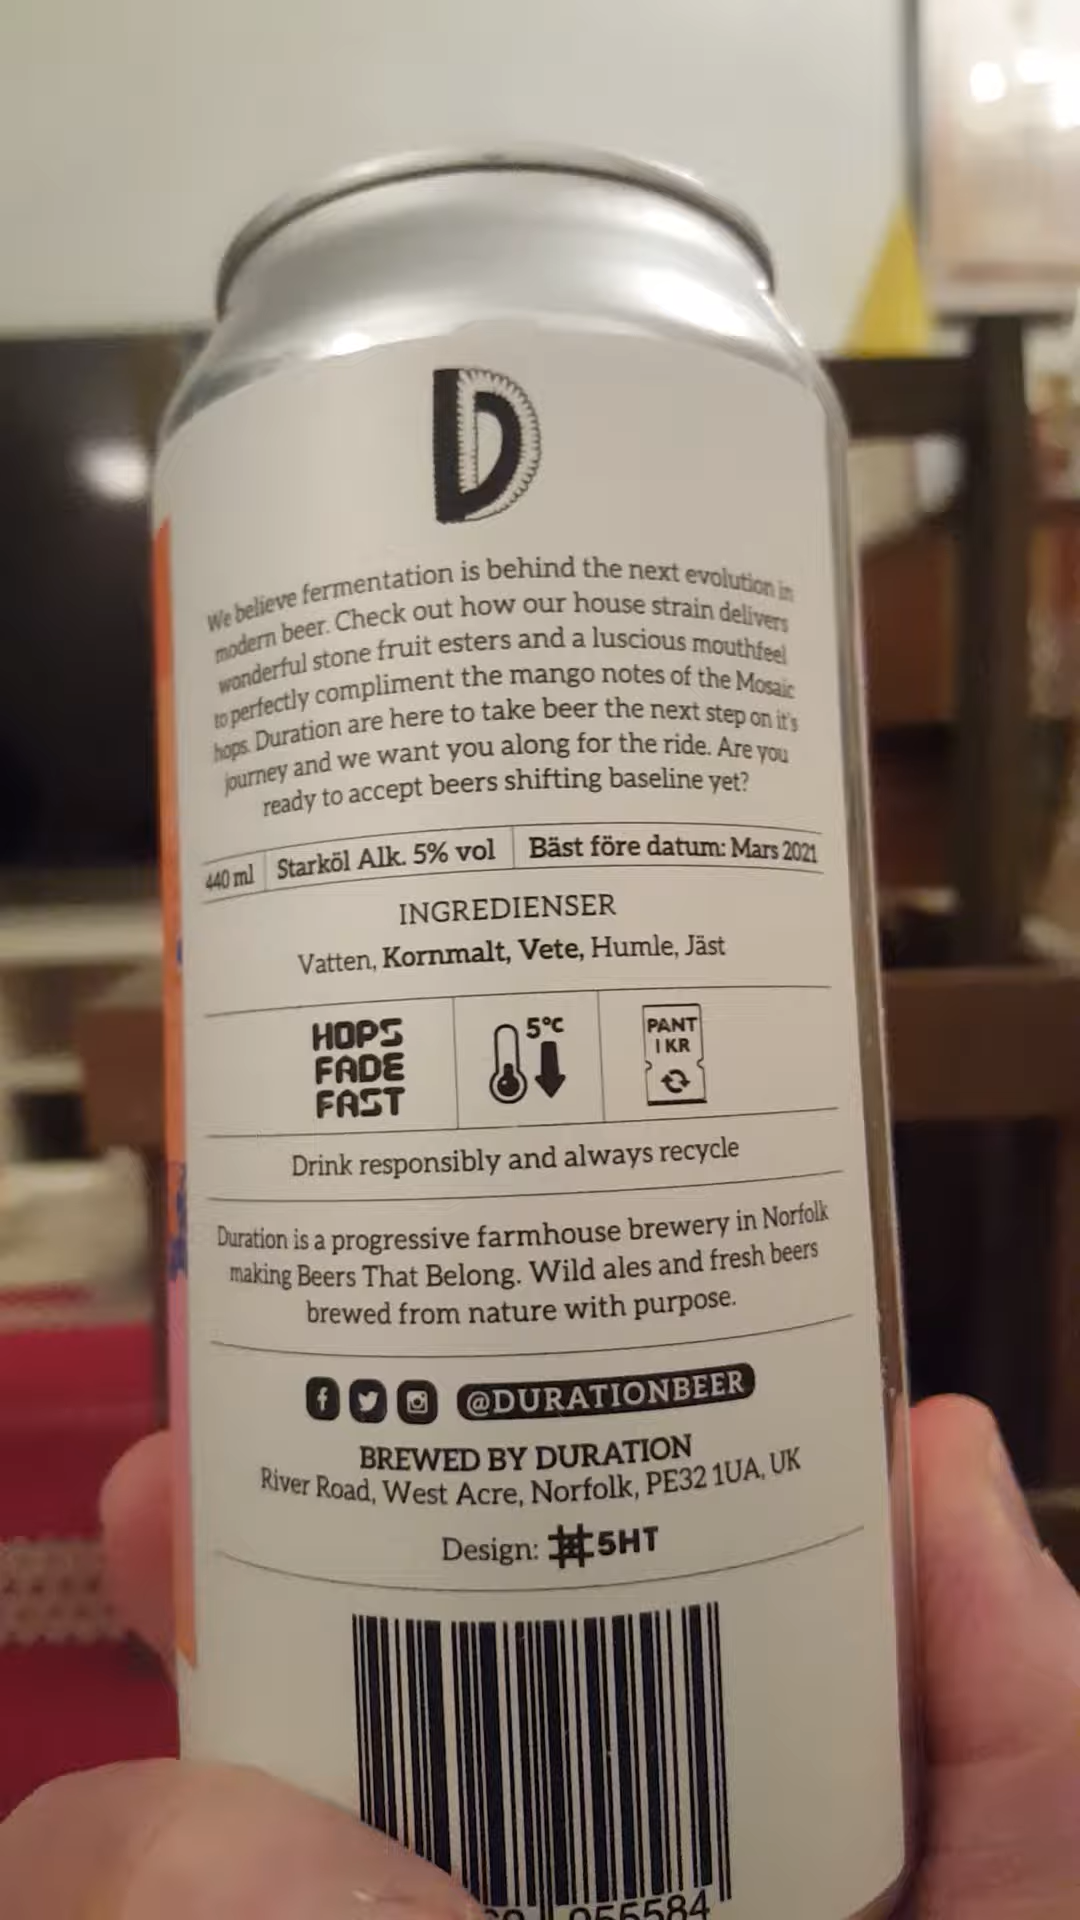 D
We believe fermentation is behind the next evolution in
modern beer. Check out how our house strain delivers
wonderful stone fruit esters and a luscious mouthfeel
to perfectly compliment the mango notes of the Mosaic
hops. Duration are here to take beer the next step on it's
journey and we want you along for the ride. Are you
ready to accept beers shifting baseline yet?
440 ml Starköl Alk. 5% vol Bäst före datum: Mars 2021
INGREDIENSER
Vatten, Kornmalt, Vete, Humle, Jäst
HOPS
FADE
FAST
5°C
PANT
1 KR
Drink responsibly and always recycle
Duration is a progressive farmhouse brewery in Norfolk
making Beers That Belong. Wild ales and fresh beers
brewed from nature with purpose.
@DURATIONBEER
BREWED BY DURATION
River Road, West Acre, Norfolk, PE32 1UA, UK
Design: #5HT
055584